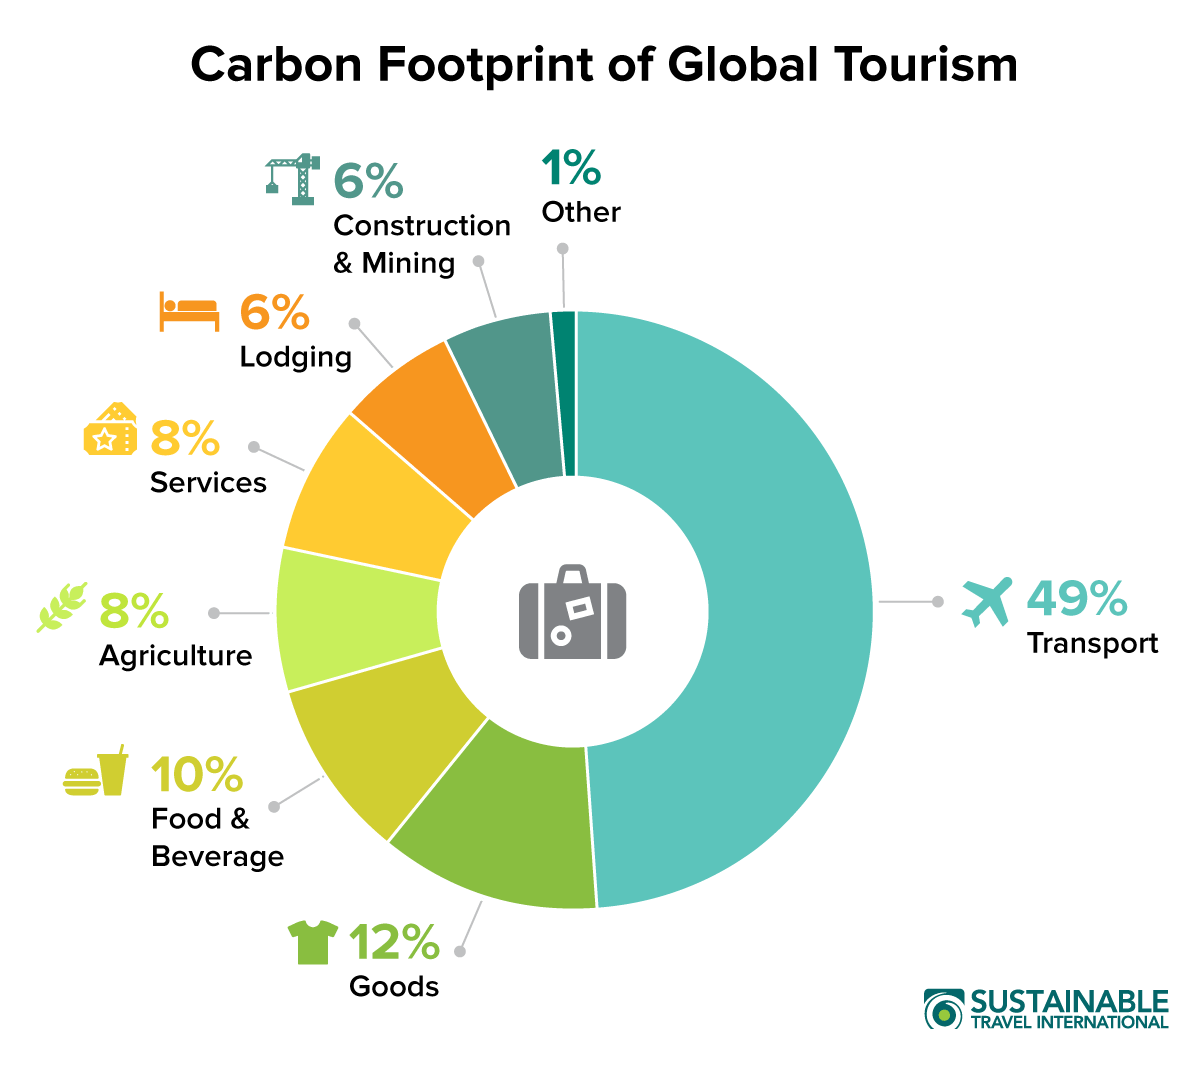 Carbon Footprint of Global Tourism
1%
Other
6%
Construction
& Mining
6%
Lodging
8%
Services
8%
Agriculture
10%
Food &
Beverage
12%
Goods
49%
Transport
SUSTAINABLE
TRAVEL INTERNATIONAL